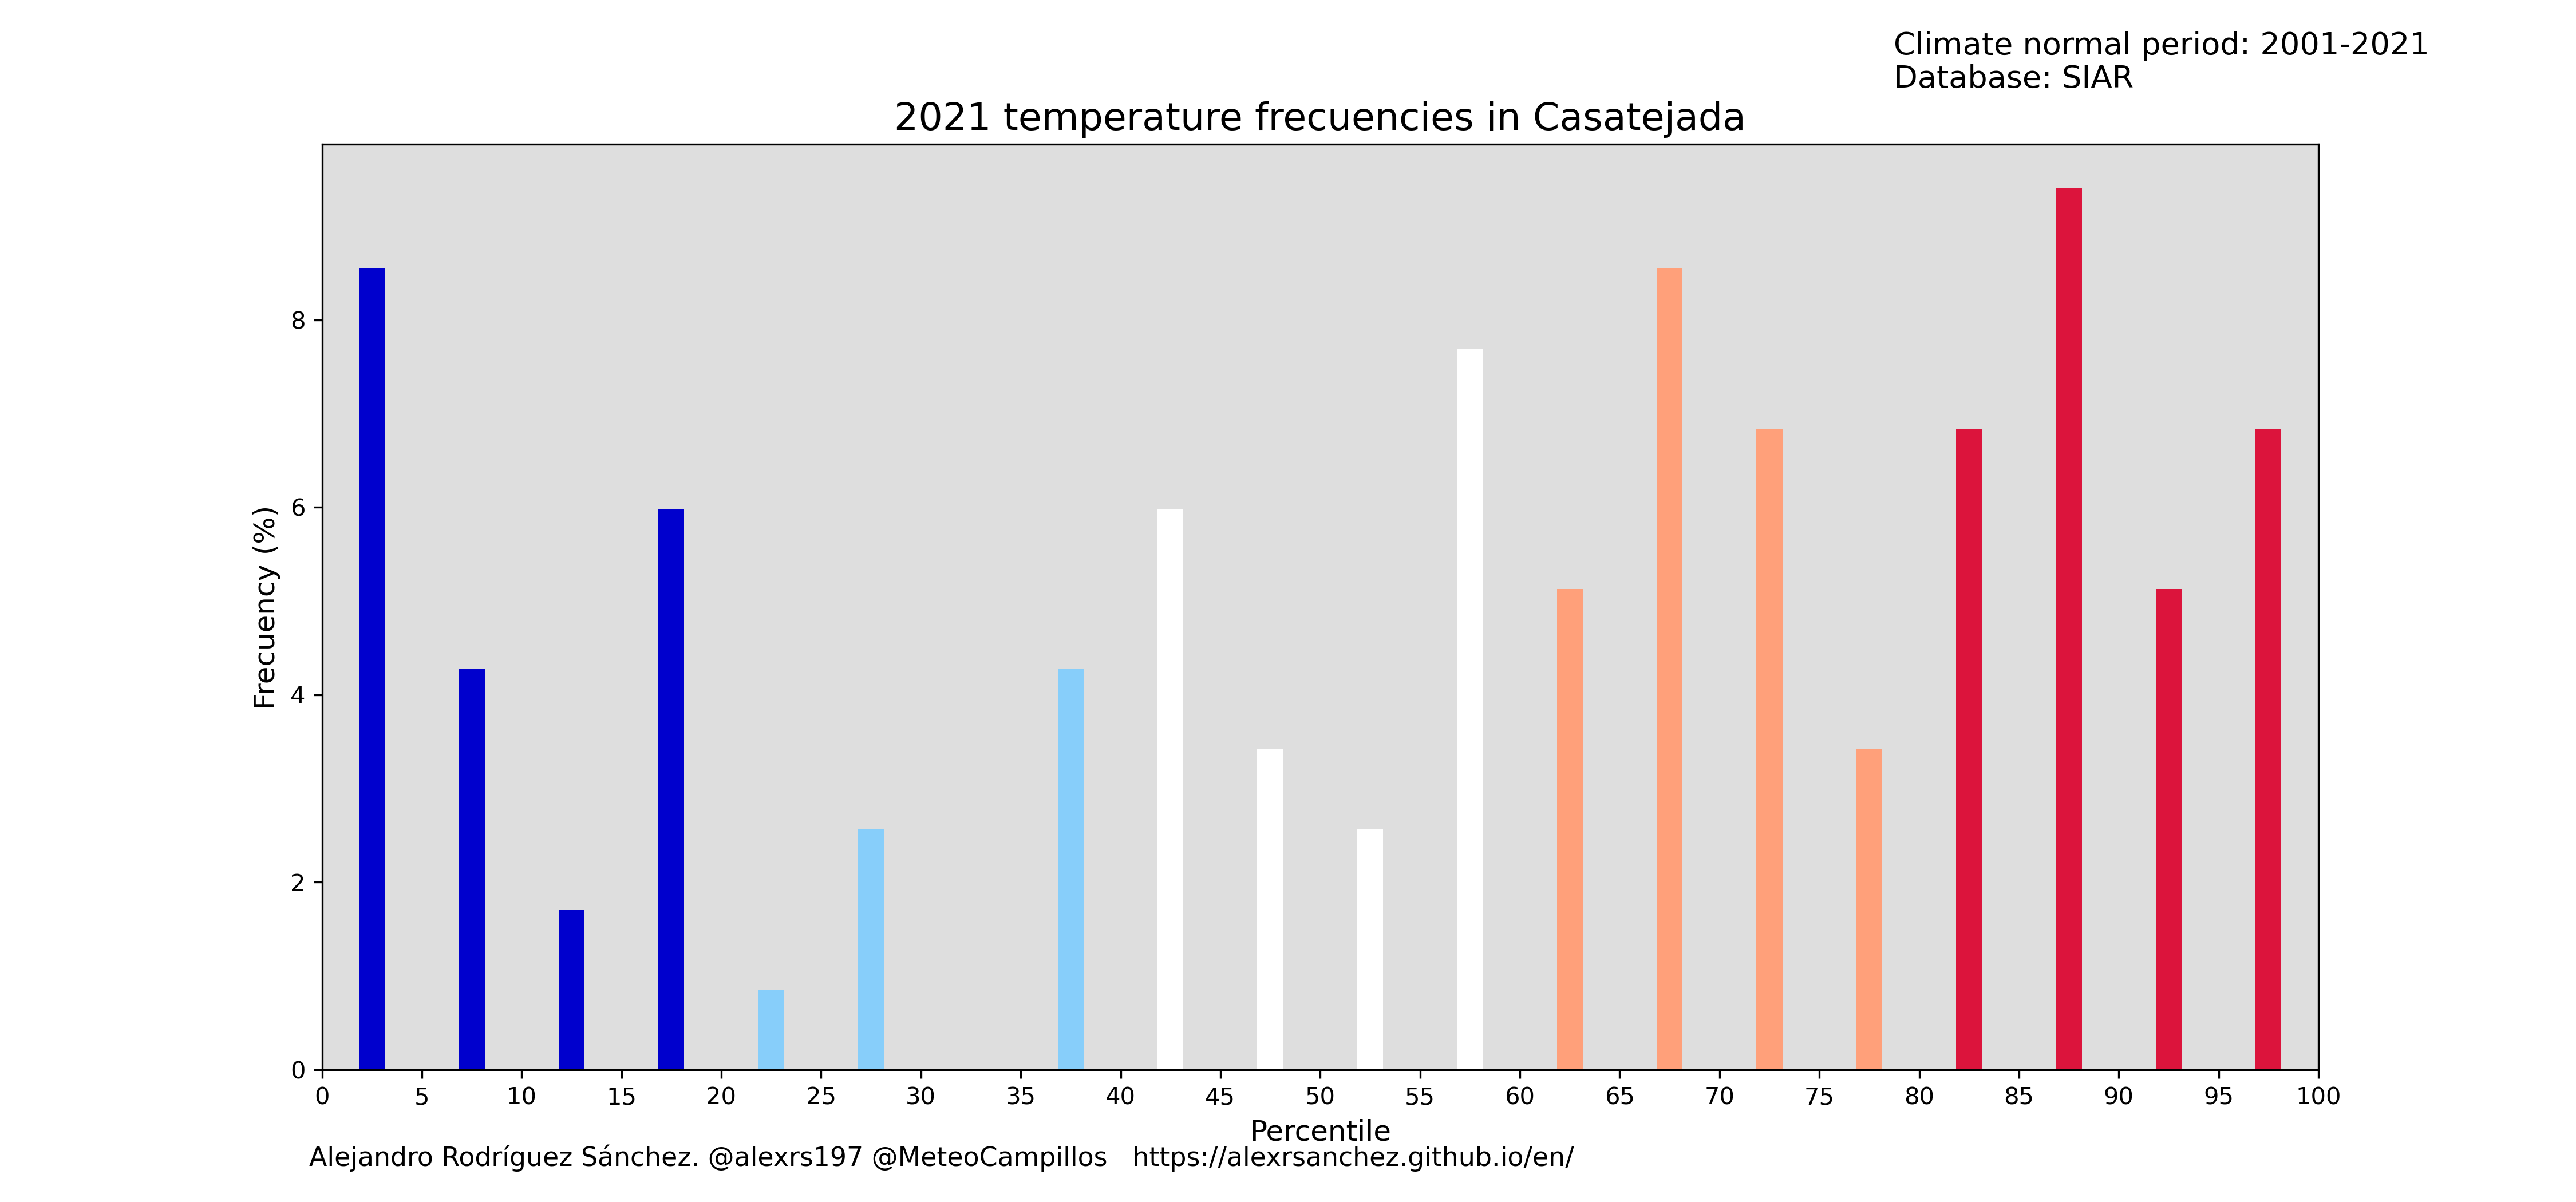 Climate normal period: 2001-2021
Database: SIAR
2021 temperature frecuencies in Casatejada
Frecuency (%)
8
6
4
2
0
0 5 10 15 20 25 30 35 40 45 50 55 60 65 70 75 80 85 90 95 100
Percentile
Alejandro Rodríguez Sánchez. @alexrs197 @MeteoCampillos   https://alexrsanchez.github.io/en/